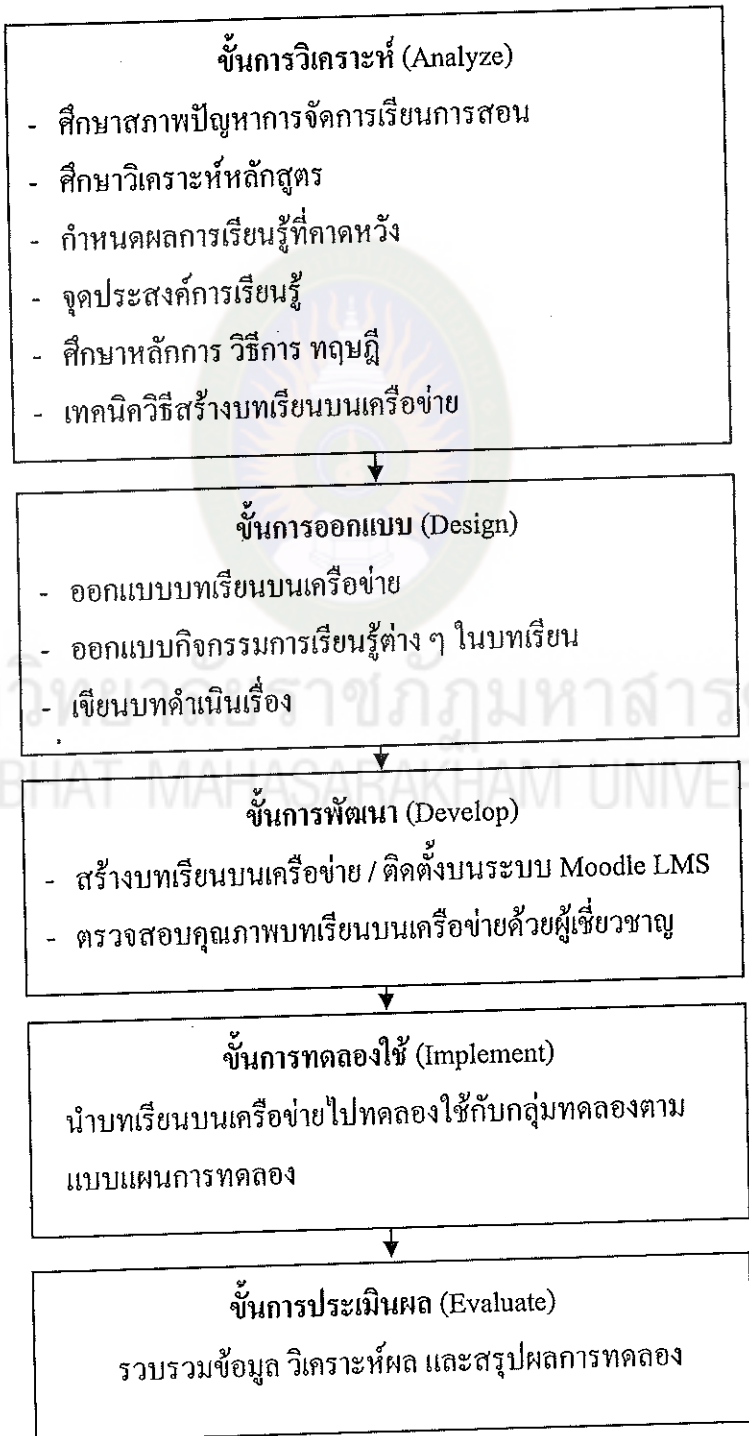 ขั้นการวิเคราะห์ (Analyze)
- ศึกษาสภาพปัญหาการจัดการเรียนการสอน
- ศึกษาวิเคราะห์หลักสูตร
- กำหนดผลการเรียนรู้ที่คาดหวัง
- จุดประสงค์การเรียนรู้
- ศึกษาหลักการ วิธีการ ทฤษฎี
- เทคนิควิธีสร้างบทเรียนบนเครือข่าย
ขั้นการออกแบบ (Design)
- ออกแบบบทเรียนบนเครือข่าย
- ออกแบบกิจกรรมการเรียนรู้ต่าง ๆ ในบทเรียน
- เขียนบทดำเนินเรื่อง
ขั้นการพัฒนา (Develop)
- สร้างบทเรียนบนเครือข่าย / ติดตั้งบนระบบ Moodle LMS
- ตรวจสอบคุณภาพบทเรียนบนเครือข่ายด้วยผู้เชี่ยวชาญ
ขั้นการทดลองใช้ (Implement)
นำบทเรียนบนเครือข่ายไปทดลองใช้กับกลุ่มทดลองตาม
แบบแผนการทดลอง
ขั้นการประเมินผล (Evaluate)
รวบรวมข้อมูล วิเคราะห์ผล และสรุปผลการทดลอง